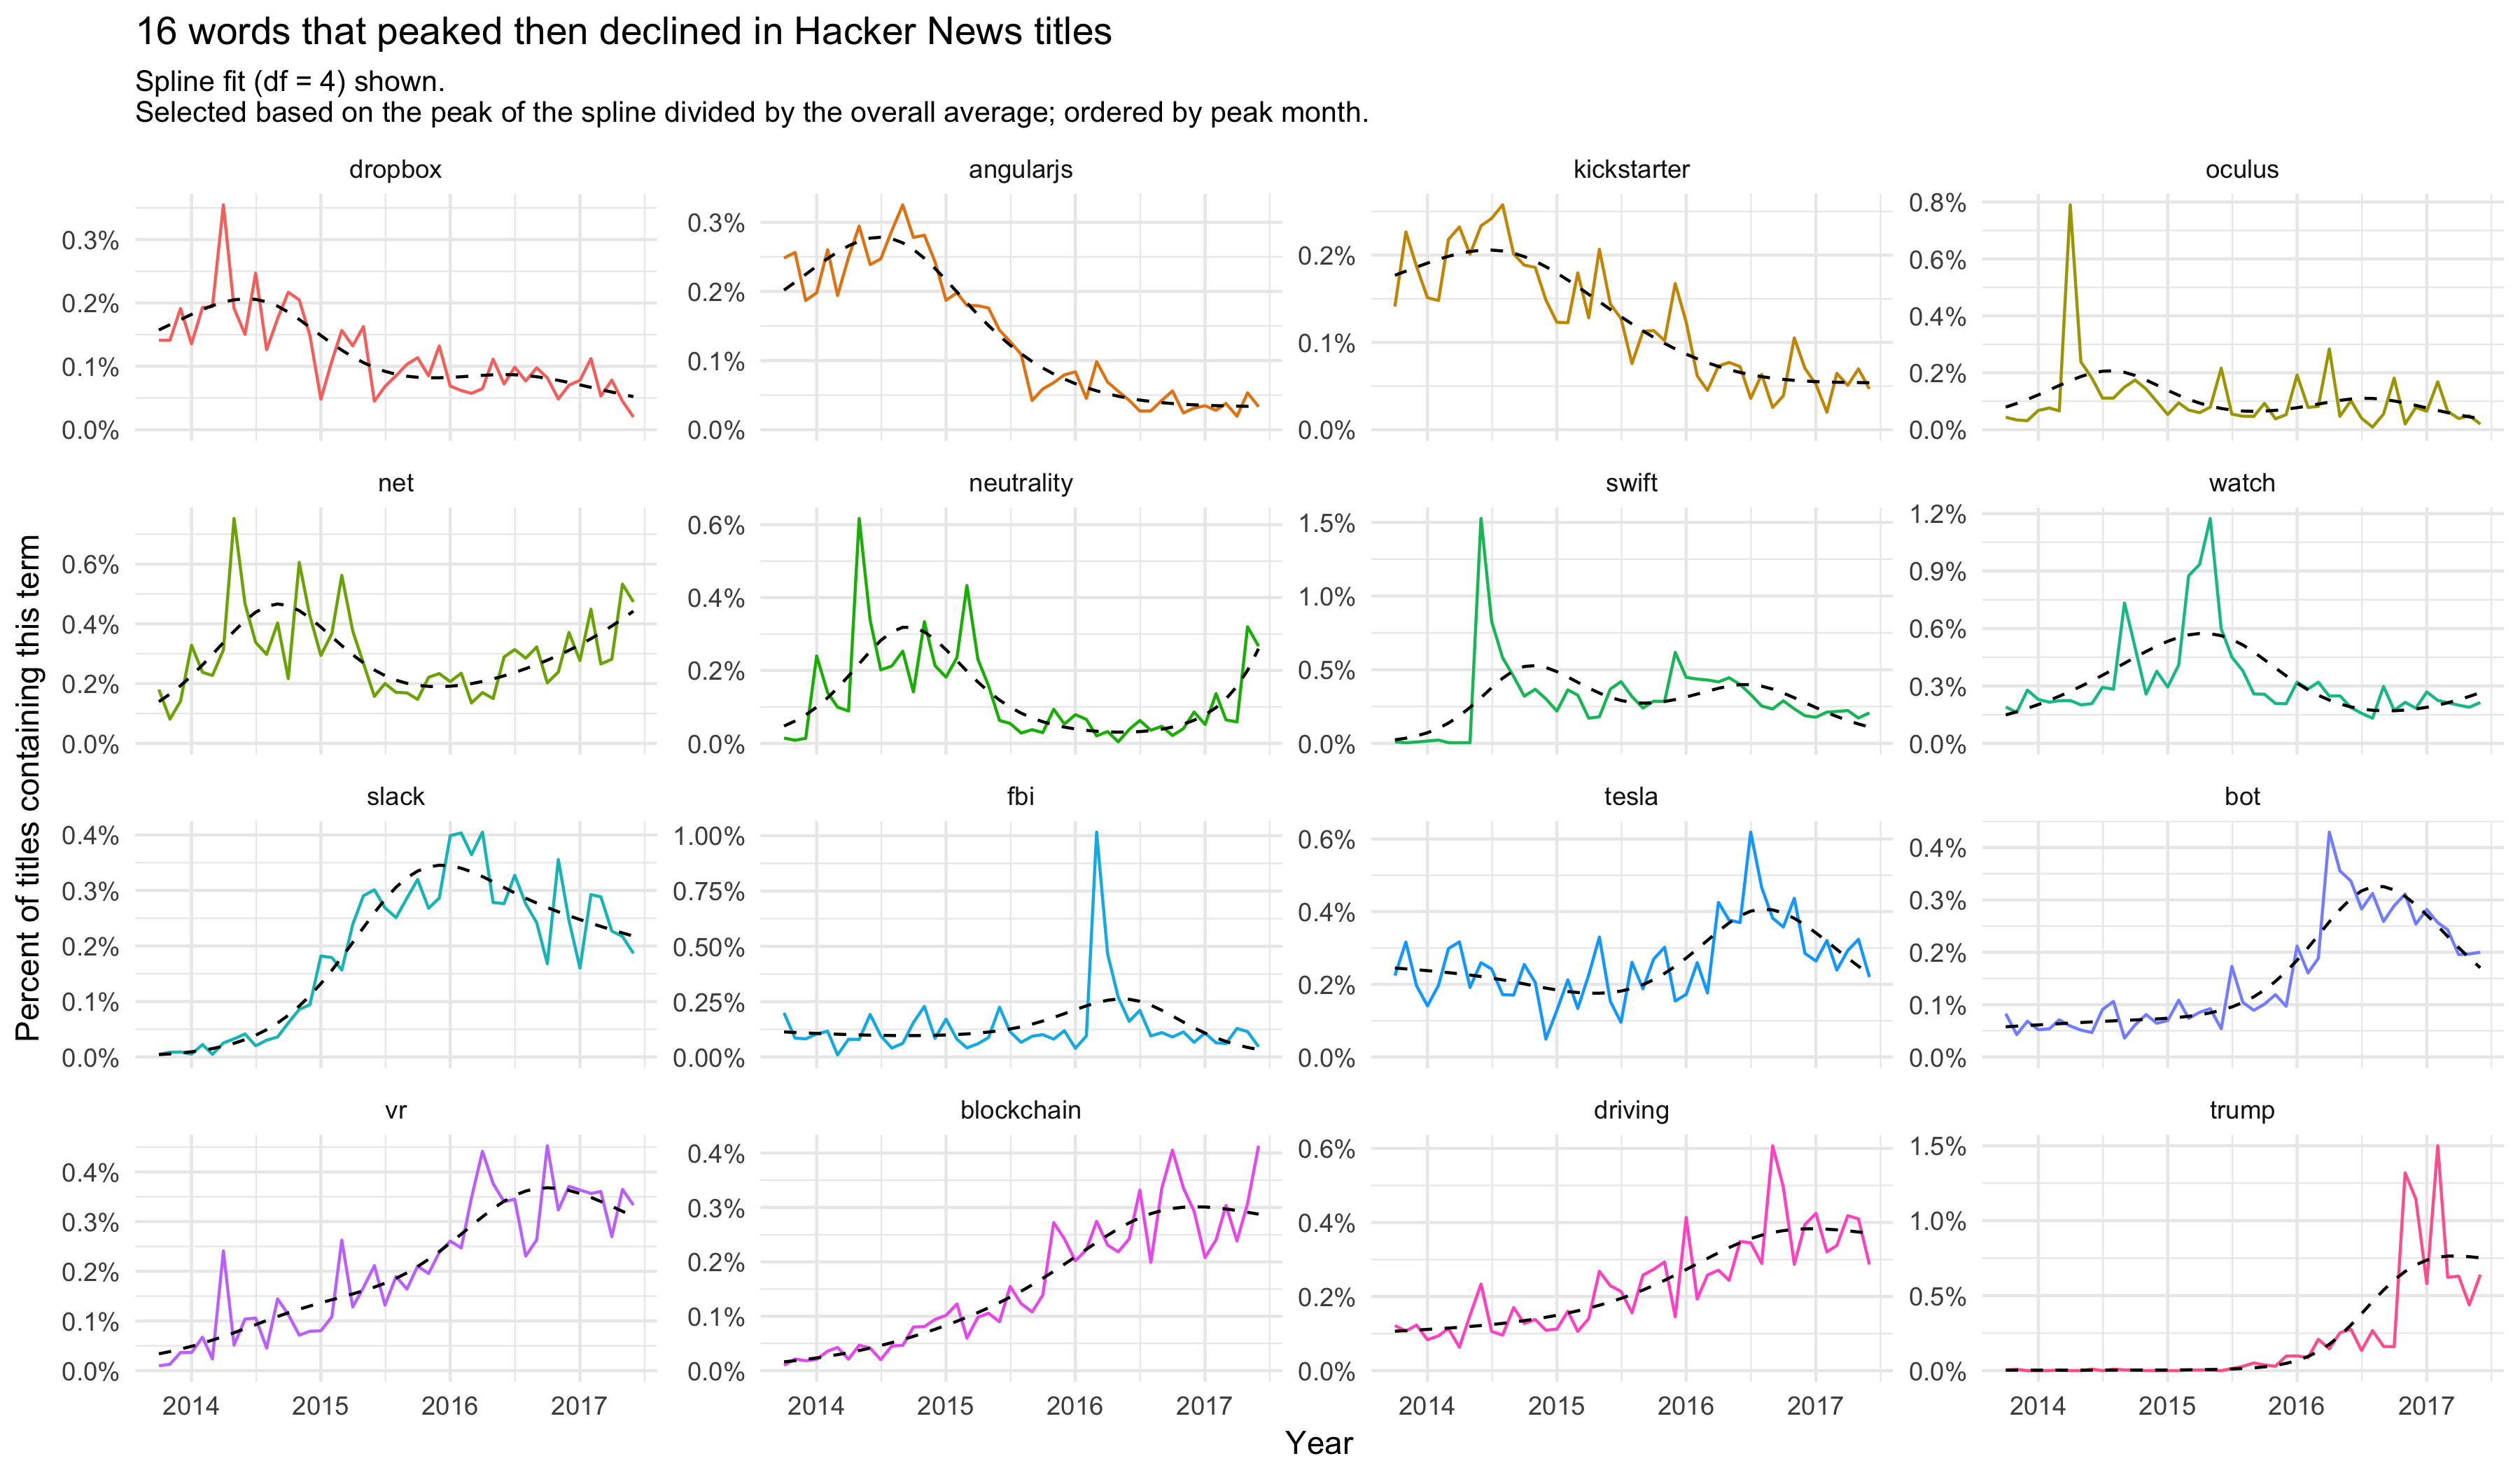 16 words that peaked then declined in Hacker News titles
Spline fit (df = 4) shown.
Selected based on the peak of the spline divided by the overall average; ordered by peak month.
Percent of titles containing this term
dropbox
0.3%
0.2%
0.1%
0.0%
angularjs
0.3%
0.2%
0.1%
0.0%
kickstarter
0.2%
0.1%
0.0%
oculus
0.8%
0.6%
0.4%
0.2%
0.0%
net
0.6%
0.4%
0.2%
0.0%
neutrality
0.6%
0.4%
0.2%
0.0%
swift
1.5%
1.0%
0.5%
0.0%
watch
1.2%
0.9%
0.6%
0.3%
0.0%
slack
0.4%
0.3%
0.2%
0.1%
0.0%
fbi
1.00%
0.75%
0.50%
0.25%
0.00%
tesla
0.6%
0.4%
0.2%
0.0%
bot
0.4%
0.3%
0.2%
0.1%
0.0%
vr
0.4%
0.3%
0.2%
0.1%
0.0%
2014 2015 2016 2017
blockchain
0.4%
0.3%
0.2%
0.1%
0.0%
2014 2015 2016 2017
driving
0.6%
0.4%
0.2%
0.0%
2014 2015 2016 2017
trump
1.5%
1.0%
0.5%
0.0%
2014 2015 2016 2017
Year